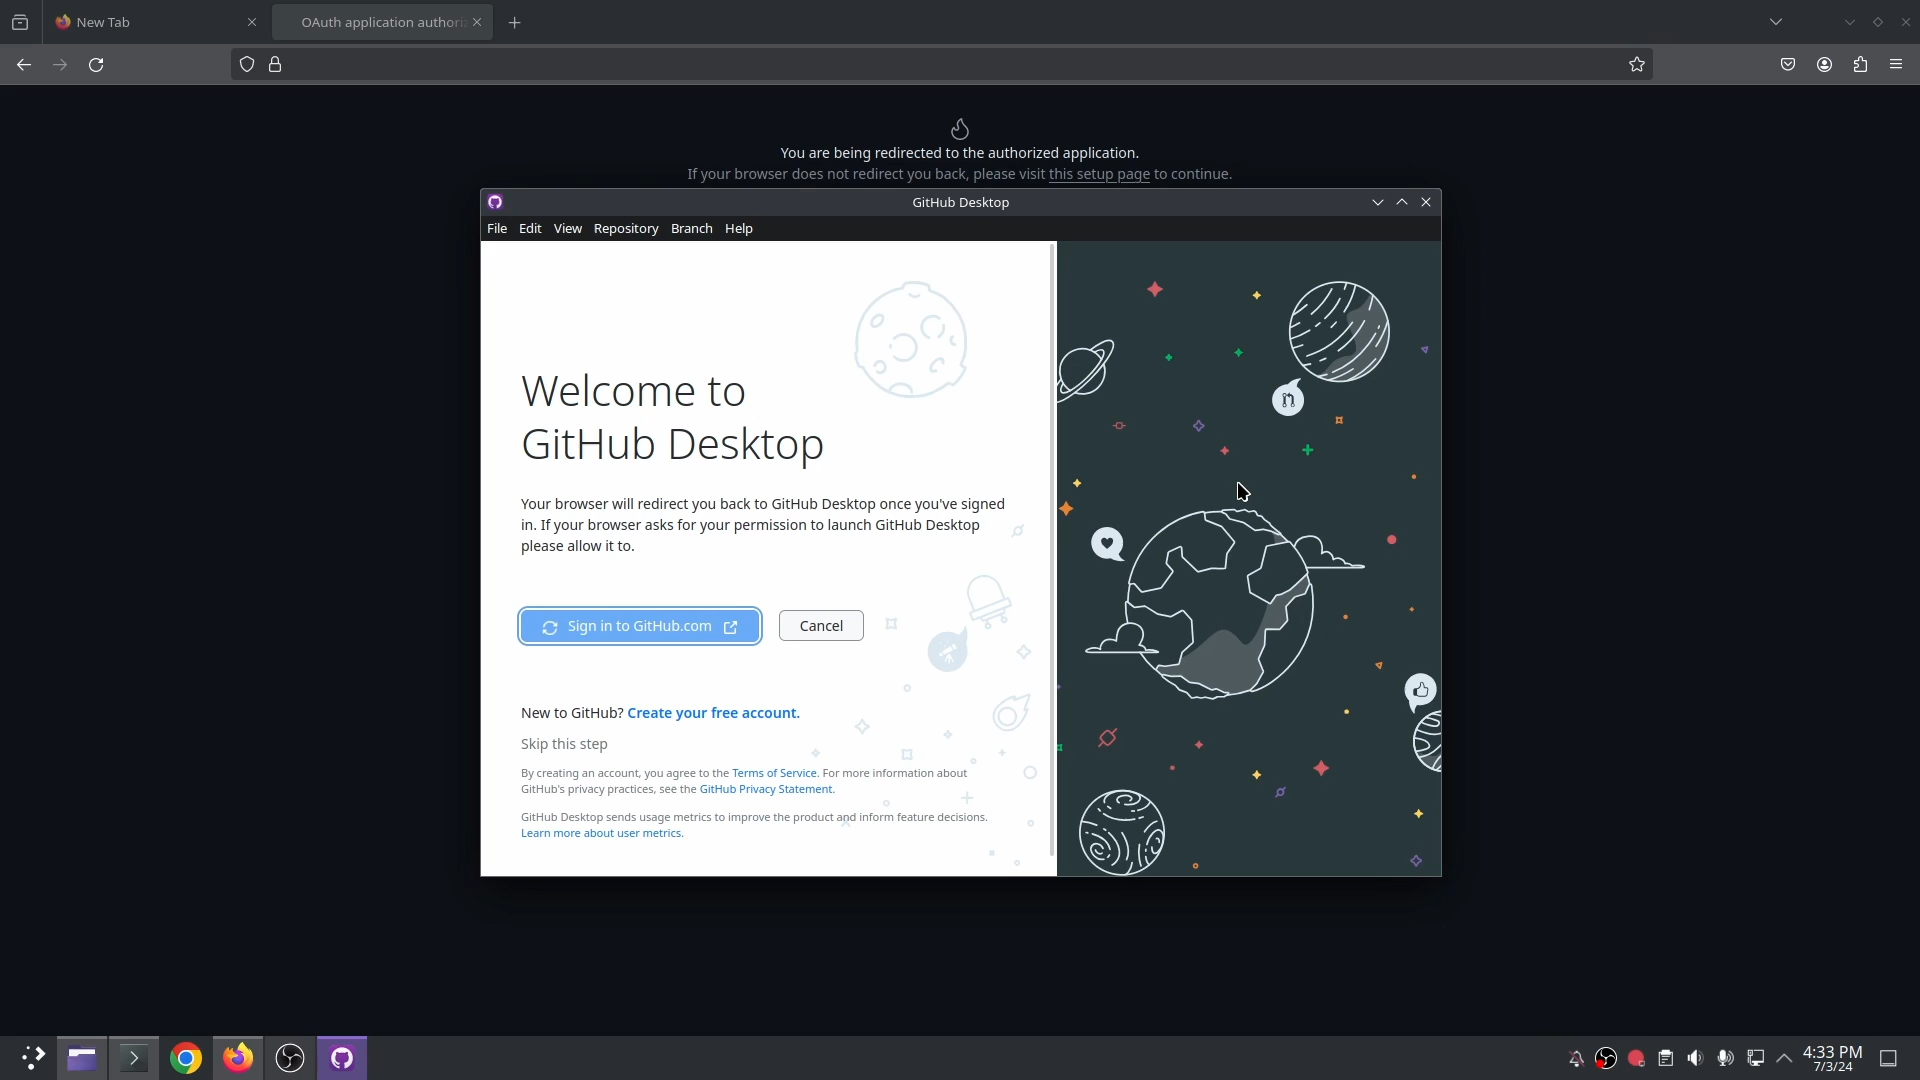 New Tab
OAuth application authori
You are being redirected to the authorized application.
If your browser does not redirect you back, please visit this setup page to continue.
GitHub Desktop
File Edit View Repository Branch Help
Welcome to
GitHub Desktop
Your browser will redirect you back to GitHub Desktop once you've signed
in. If your browser asks for your permission to launch GitHub Desktop
please allow it to.
Sign in to GitHub.com
Cancel
New to GitHub? Create your free account.
Skip this step
By creating an account, you agree to the Terms of Service. For more information about
GitHub's privacy practices, see the GitHub Privacy Statement.
GitHub Desktop sends usage metrics to improve the product and inform feature decisions.
Learn more about user metrics.
4:33 PM
7/3/24